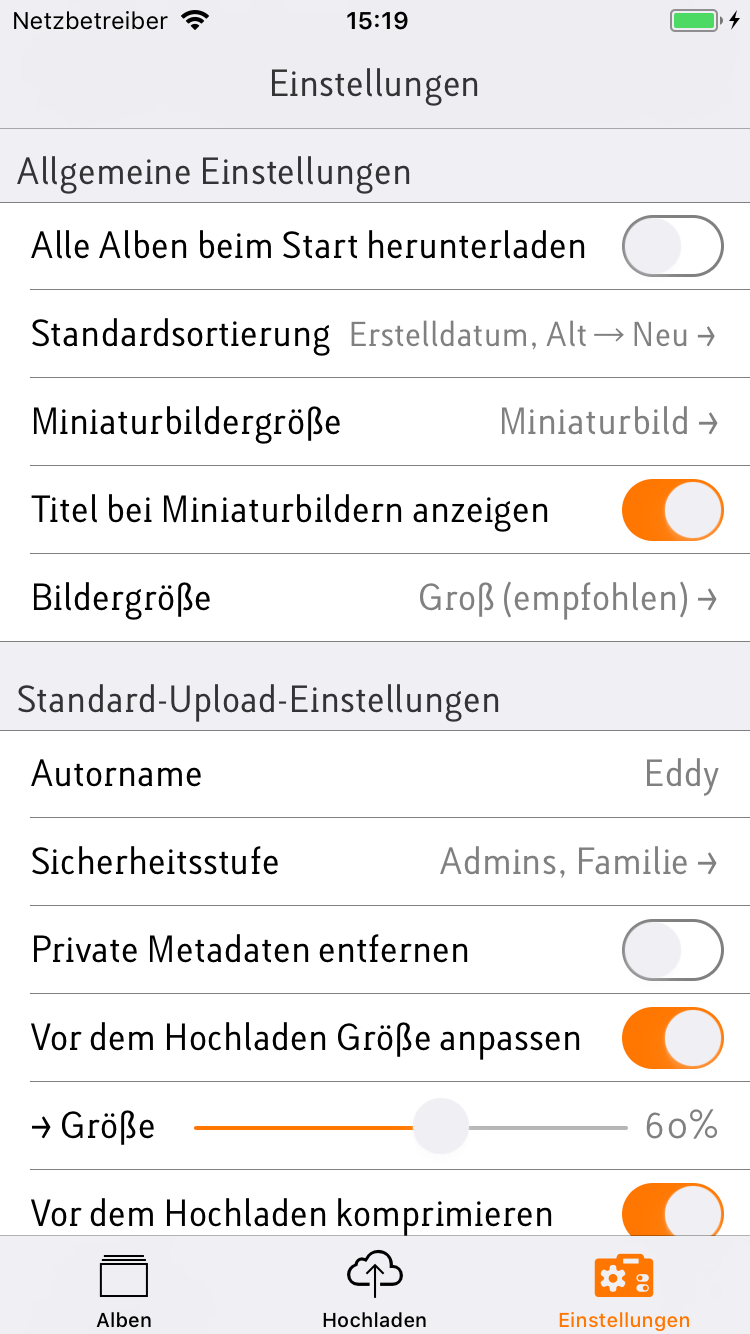 Netzbetreiber 15:19
Einstellungen
Allgemeine Einstellungen
Alle Alben beim Start herunterladen
Standardsortierung Erstelldatum, Alt→Neu →
Miniaturbildergröße Miniaturbild →
Titel bei Miniaturbildern anzeigen
Bildergröße Groß (empfohlen) →
Standard-Upload-Einstellungen
Autorname Eddy
Sicherheitsstufe Admins, Familie →
Private Metadaten entfernen
Vor dem Hochladen Größe anpassen
→ Größe 60%
Vor dem Hochladen komprimieren
Alben Hochladen Einstellungen